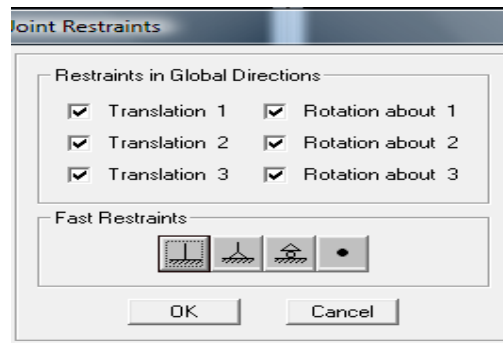 Joint Restraints
Restraints in Global Directions
Translation 1 Rotation about 1
Translation 2 Rotation about 2
Translation 3 Rotation about 3
Fast Restraints
OK Cancel